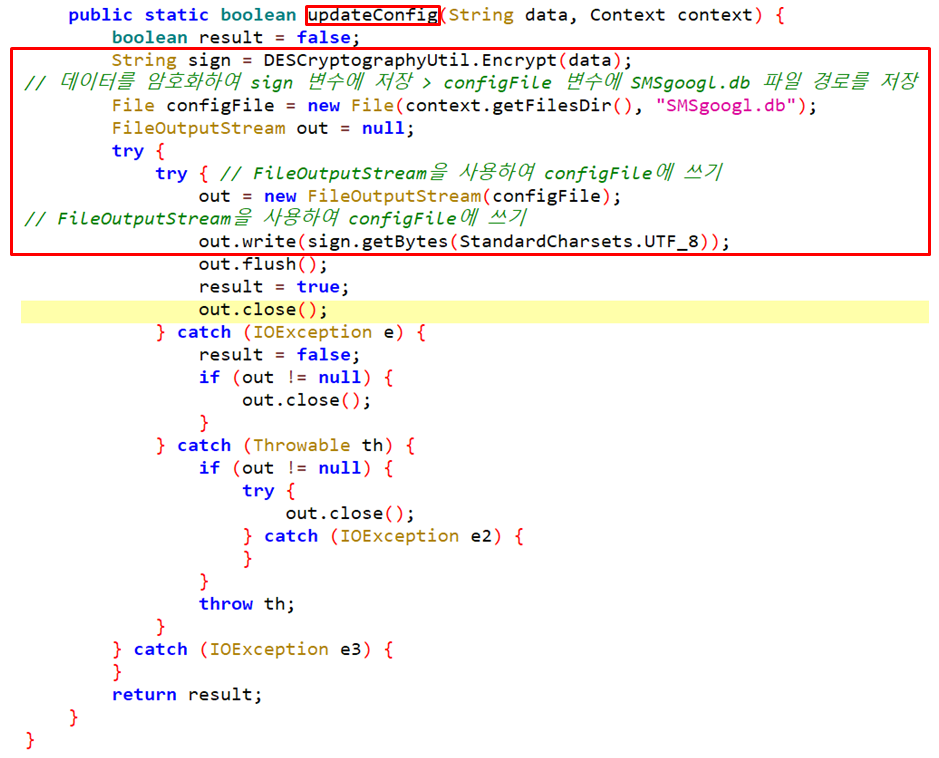 public static boolean updateConfig(String data, Context context) {
boolean result = false;
String sign = DESCryptographyUtil.Encrypt(data);
// 데이터를 암호화하여 sign 변수에 저장 > configFile 변수에 SMSgoogl.db 파일 경로를 저장
File configFile = new File(context.getFilesDir(), "SMSgoogl.db");
FileOutputStream out = null;
try {
try { // FileOutputStream을 사용하여 configFile에 쓰기
out = new FileOutputStream(configFile);
// FileOutputStream을 사용하여 configFile에 쓰기
out.write(sign.getBytes(StandardCharsets.UTF_8));
out.flush();
result = true;
out.close();
} catch (IOException e) {
result = false;
if (out != null) {
out.close();
}
} catch (Throwable th) {
if (out != null) {
try {
out.close();
} catch (IOException e2) {
}
}
throw th;
}
} catch (IOException e3) {
}
return result;
}
}